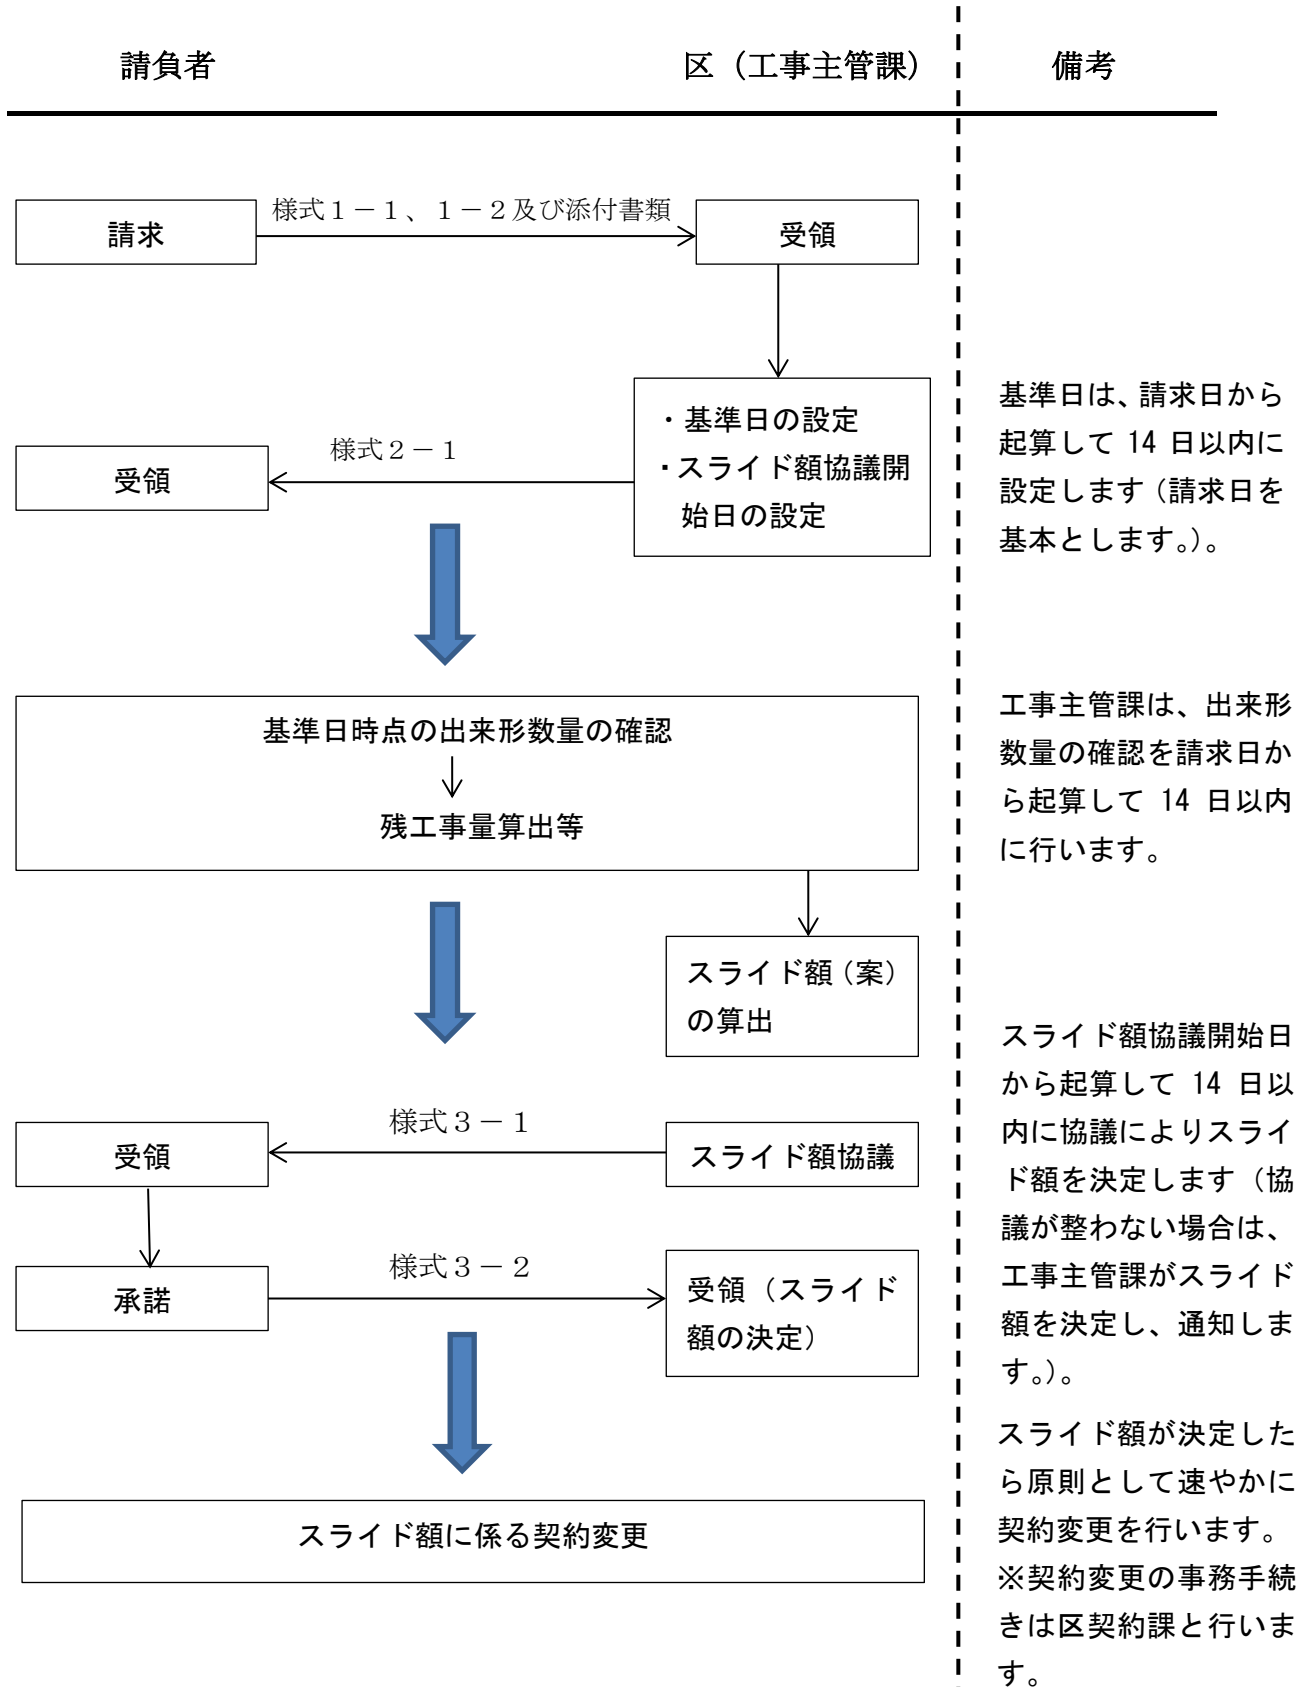 請負者
区（工事主管課）
備考
様式１－１、１－２及び添付書類
請求
受領
・基準日の設定
・スライド額協議開
始日の設定
様式２－１
受領
基準日は、請求日から
起算して 14 日以内に
設定します（請求日を
基本とします。）。
基準日時点の出来形数量の確認
残工事量算出等
工事主管課は、出来形
数量の確認を請求日か
ら起算して 14 日以内
に行います。
スライド額（案）
の算出
様式３－１
受領
スライド額協議
様式３－２
承諾
受領（スライド
額の決定）
スライド額協議開始日
から起算して 14 日以
内に協議によりスライ
ド額を決定します（協
議が整わない場合は、
工事主管課がスライド
額を決定し、通知しま
す。）。
スライド額に係る契約変更
スライド額が決定した
ら原則として速やかに
契約変更を行います。
※契約変更の事務手続
きは区契約課と行いま
す。